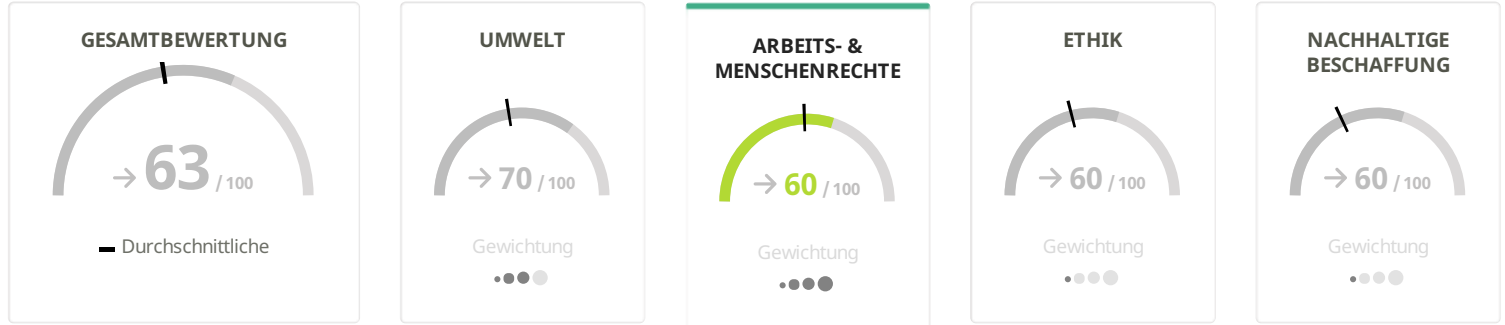 GESAMTBEWERTUNG
→ 63 / 100
Durchschnittliche
UMWELT
→ 70 / 100
Gewichtung
ARBEITS- &
MENSCHENRECHTE
→ 60 / 100
Gewichtung
ETHIK
→ 60 / 100
Gewichtung
NACHHALTIGE
BESCHAFFUNG
→ 60 / 100
Gewichtung